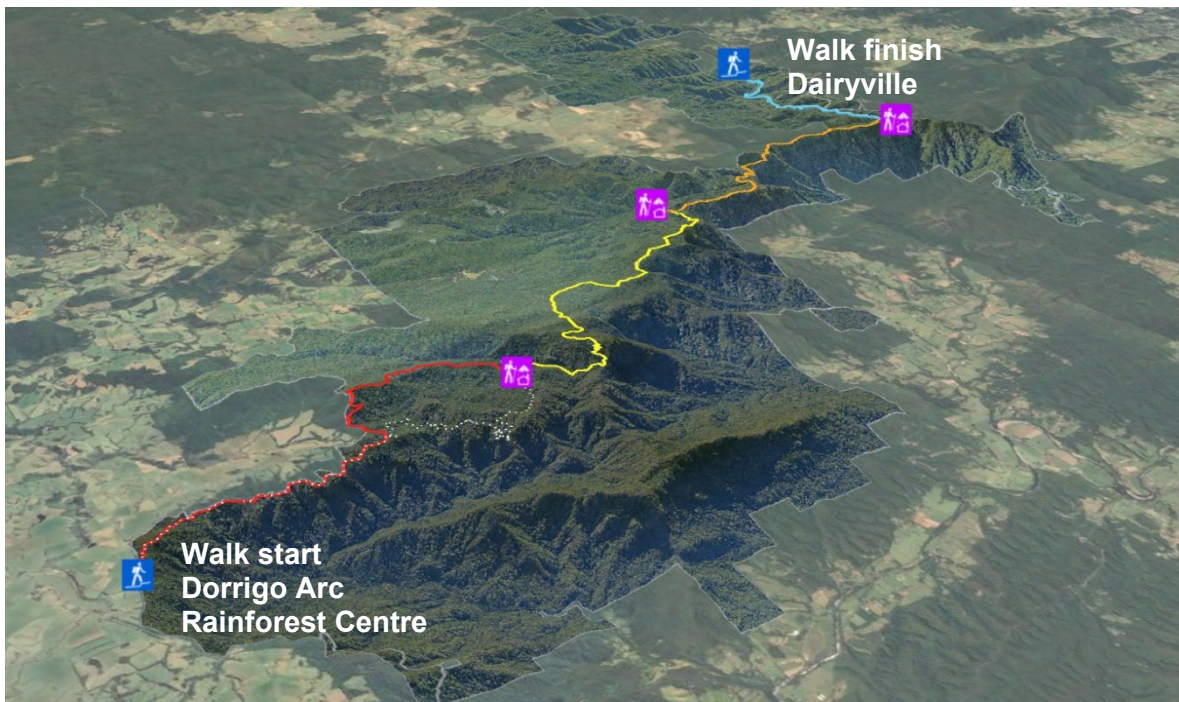 Walk finish
Dairyville
Walk start
Dorrigo Arc
Rainforest Centre